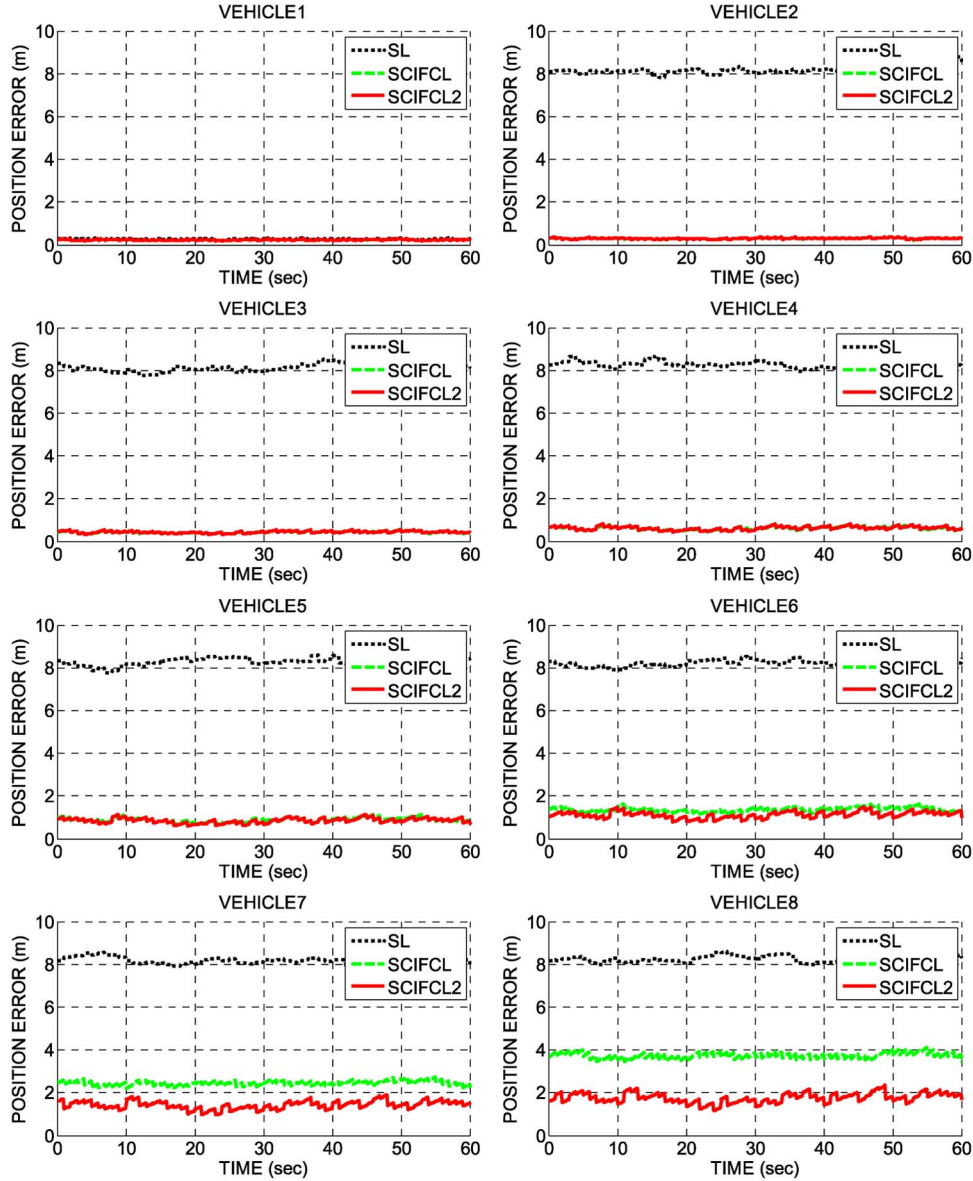 VEHICLE1
POSITION ERROR (m)
10
8
6
4
2
0
SL
SCIFCL
SCIFCL2
0 10 20 30 40 50 60
TIME (sec)
VEHICLE2
POSITION ERROR (m)
10
8
6
4
2
0
SL
SCIFCL
SCIFCL2
0 10 20 30 40 50 60
TIME (sec)
VEHICLE3
POSITION ERROR (m)
10
8
6
4
2
0
SL
SCIFCL
SCIFCL2
0 10 20 30 40 50 60
TIME (sec)
VEHICLE4
POSITION ERROR (m)
10
8
6
4
2
0
SL
SCIFCL
SCIFCL2
0 10 20 30 40 50 60
TIME (sec)
VEHICLE5
POSITION ERROR (m)
10
8
6
4
2
0
SL
SCIFCL
SCIFCL2
0 10 20 30 40 50 60
TIME (sec)
VEHICLE6
POSITION ERROR (m)
10
8
6
4
2
0
SL
SCIFCL
SCIFCL2
0 10 20 30 40 50 60
TIME (sec)
VEHICLE7
POSITION ERROR (m)
10
8
6
4
2
0
SL
SCIFCL
SCIFCL2
0 10 20 30 40 50 60
TIME (sec)
VEHICLE8
POSITION ERROR (m)
10
8
6
4
2
0
SL
SCIFCL
SCIFCL2
0 10 20 30 40 50 60
TIME (sec)